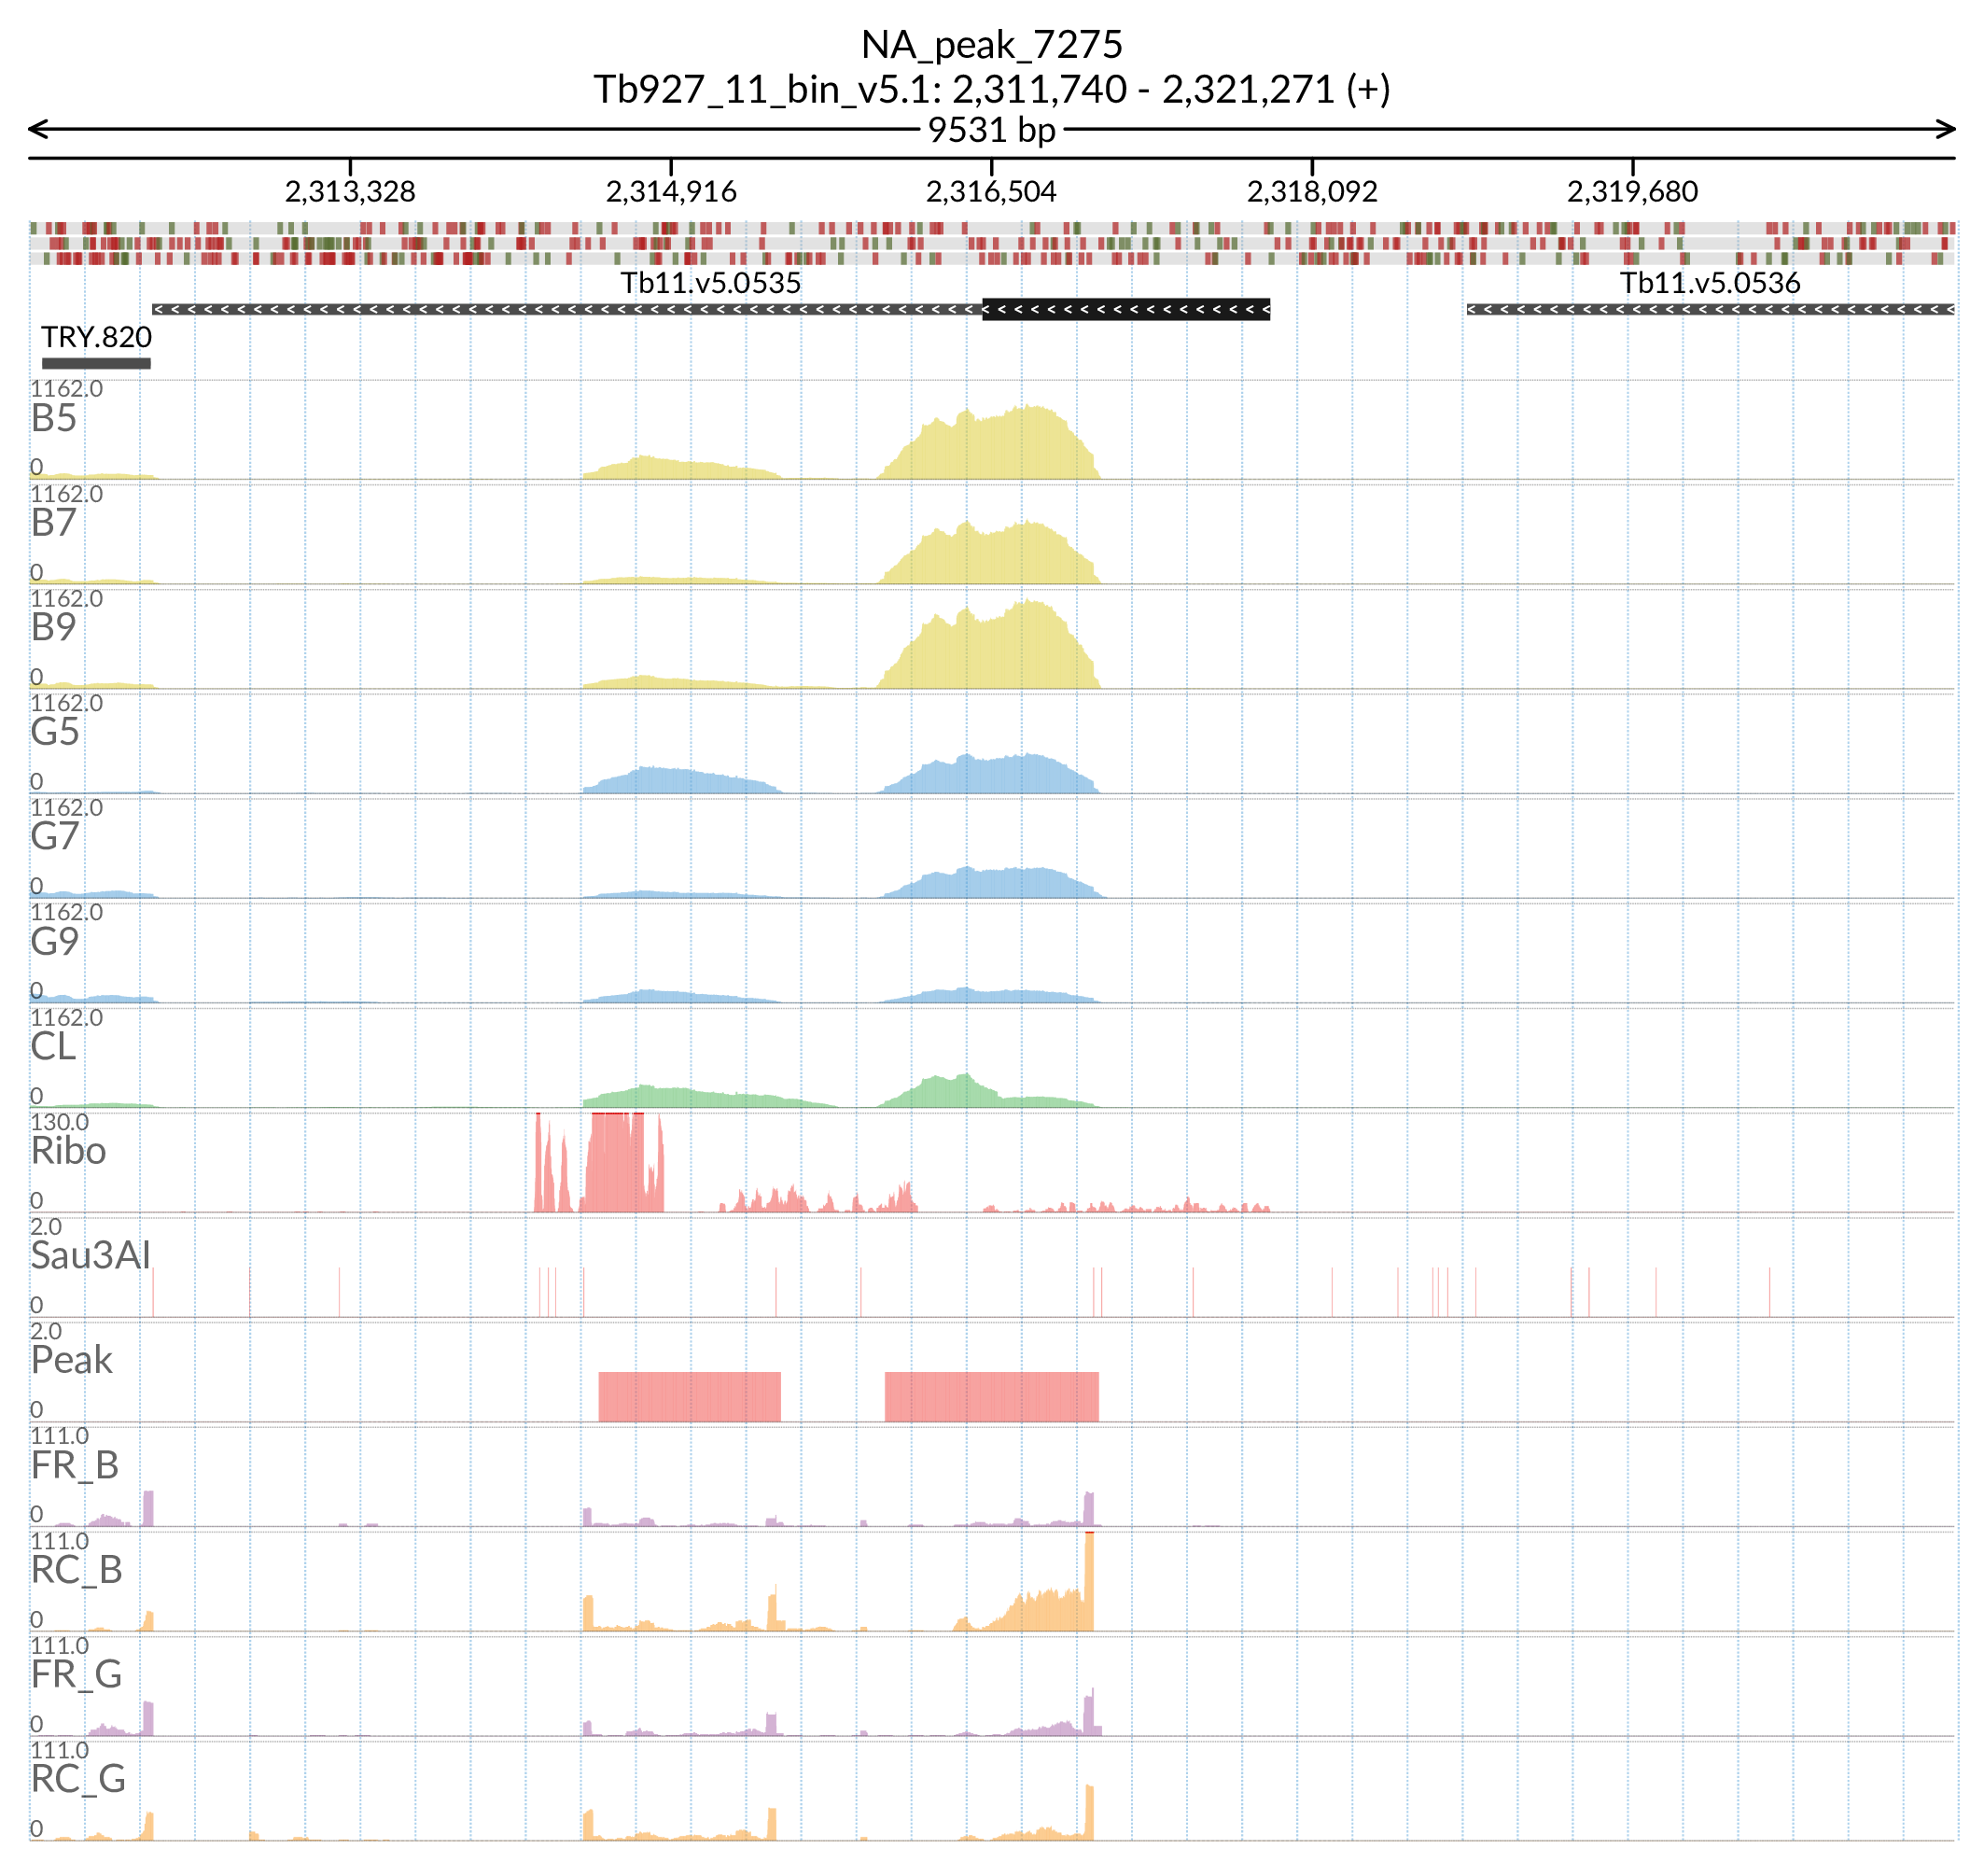 NA_peak_7275
Tb927_11_bin_v5.1: 2,311,740 - 2,321,271 (+)
9531 bp
2,313,328 2,314,916 2,316,504 2,318,092 2,319,680
Tb11.v5.0535 Tb11.v5.0536
TRY.820
1162.0
B5
0
1162.0
B7
0
1162.0
B9
0
1162.0
G5
0
1162.0
G7
0
1162.0
G9
0
1162.0
CL
0
130.0
Ribo
0
2.0
Sau3AI
0
2.0
Peak
0
111.0
FR_B
0
111.0
RC_B
0
111.0
FR_G
0
111.0
RC_G
0